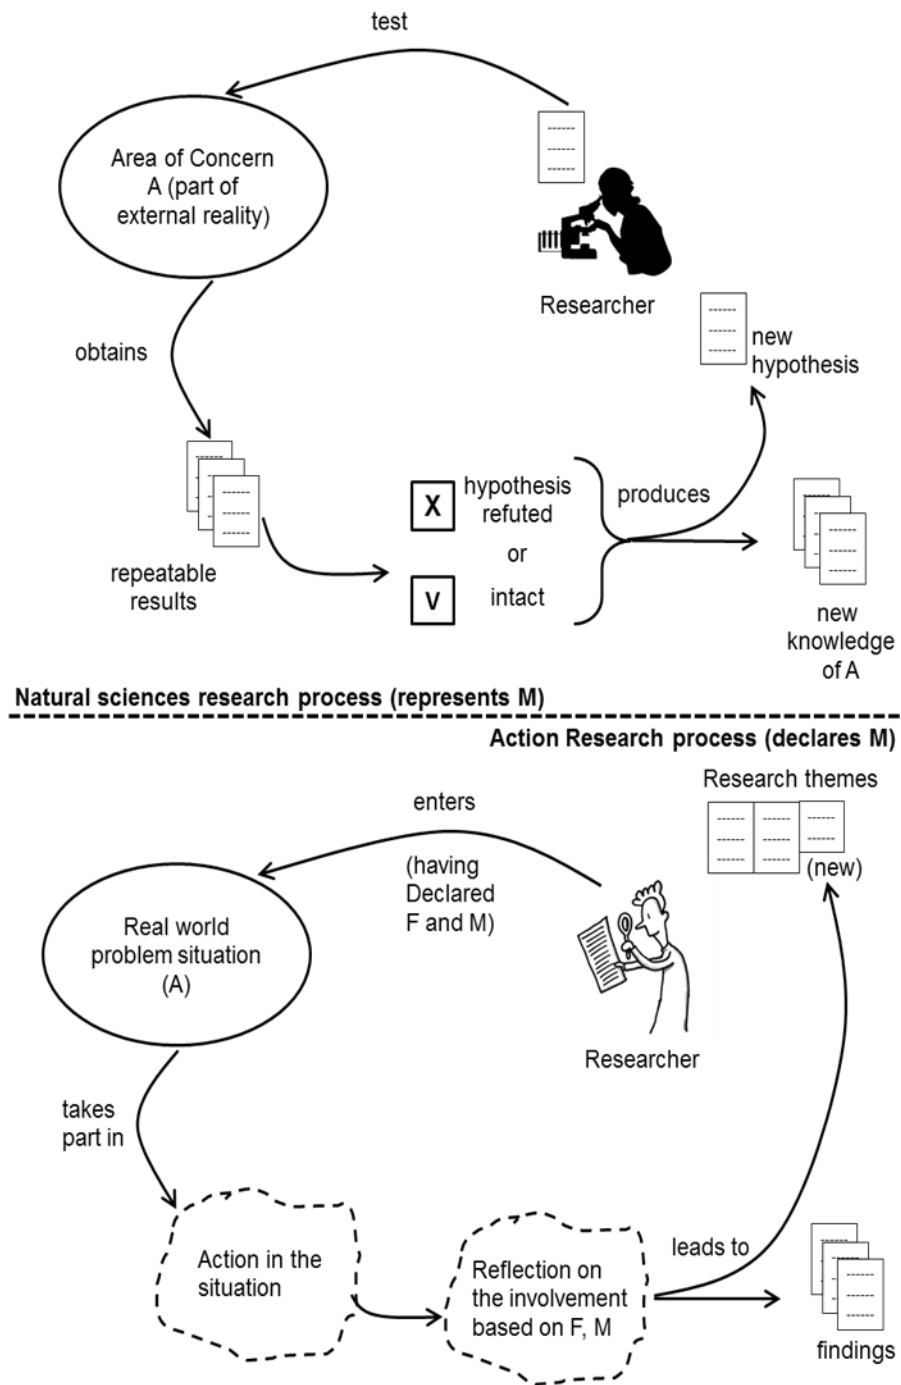 test
Area of Concern
A (part of
external reality)
Researcher
obtains
new
hypothesis
repeatable
results
X
hypothesis
refuted
or
V
intact
produces
new
knowledge
of A
Natural sciences research process (represents M)
Action Research process (declares M)
Research themes
(new)
enters
(having
Declared
F and M)
Real world
problem situation
(A)
Researcher
takes
part in
Action in the
situation
Reflection on
the involvement
based on F, M
leads to
findings